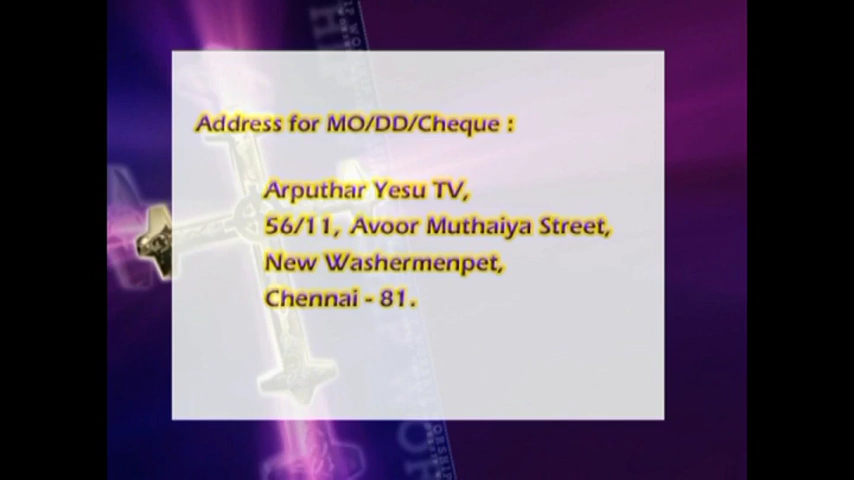 Address for MO/DD/Cheque :
Arputhar Yesu TV,
56/11, Avoor Muthaiya Street,
New Washermenpet,
Chennai - 81.